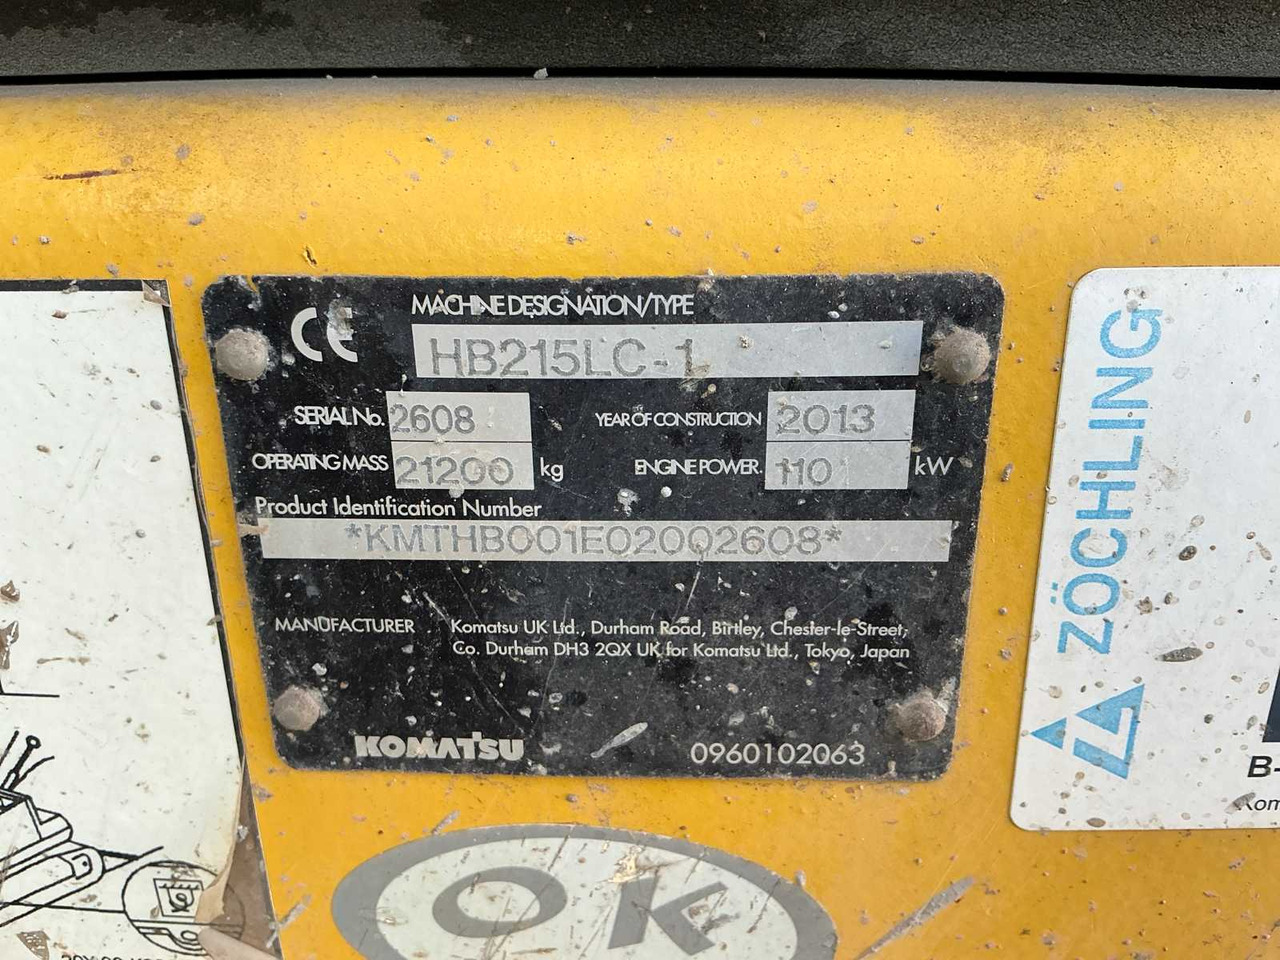 CE
MACHINE DESIGNATION/TYPE
HB215LC-1
SERIAL No. 2608
YEAR OF CONSTRUCTION 2013
OPERATING MASS 21200 kg
ENGINE POWER. 110 kW
Product Identification Number
*KMTHB001E02002608*
MANUFACTURER
Komatsu UK Ltd., Durham Road, Birtley, Chester-le-Street,
Co. Durham DH3 2QX UK for Komatsu Ltd., Tokyo, Japan
KOMATSU
0960102063
OK
ZÖCHLING
B-
Kom